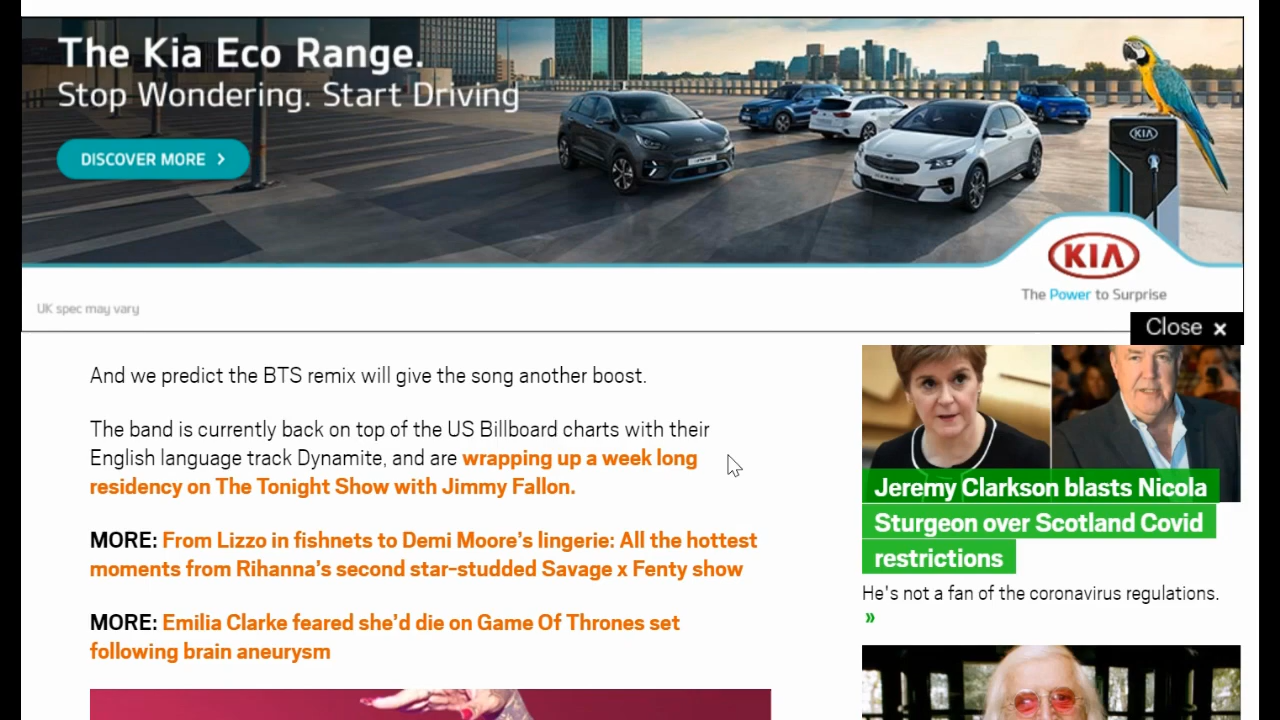 The Kia Eco Range.
Stop Wondering. Start Driving
DISCOVER MORE
KIA
KIA
The Power to Surprise
UK spec may vary
Close ×
And we predict the BTS remix will give the song another boost.
The band is currently back on top of the US Billboard charts with their
English language track Dynamite, and are wrapping up a week long
residency on The Tonight Show with Jimmy Fallon.
MORE: From Lizzo in fishnets to Demi Moore's lingerie: All the hottest
moments from Rihanna's second star-studded Savage x Fenty show
MORE: Emilia Clarke feared she'd die on Game Of Thrones set
following brain aneurysm
Jeremy Clarkson blasts Nicola
Sturgeon over Scotland Covid
restrictions
He's not a fan of the coronavirus regulations.
»